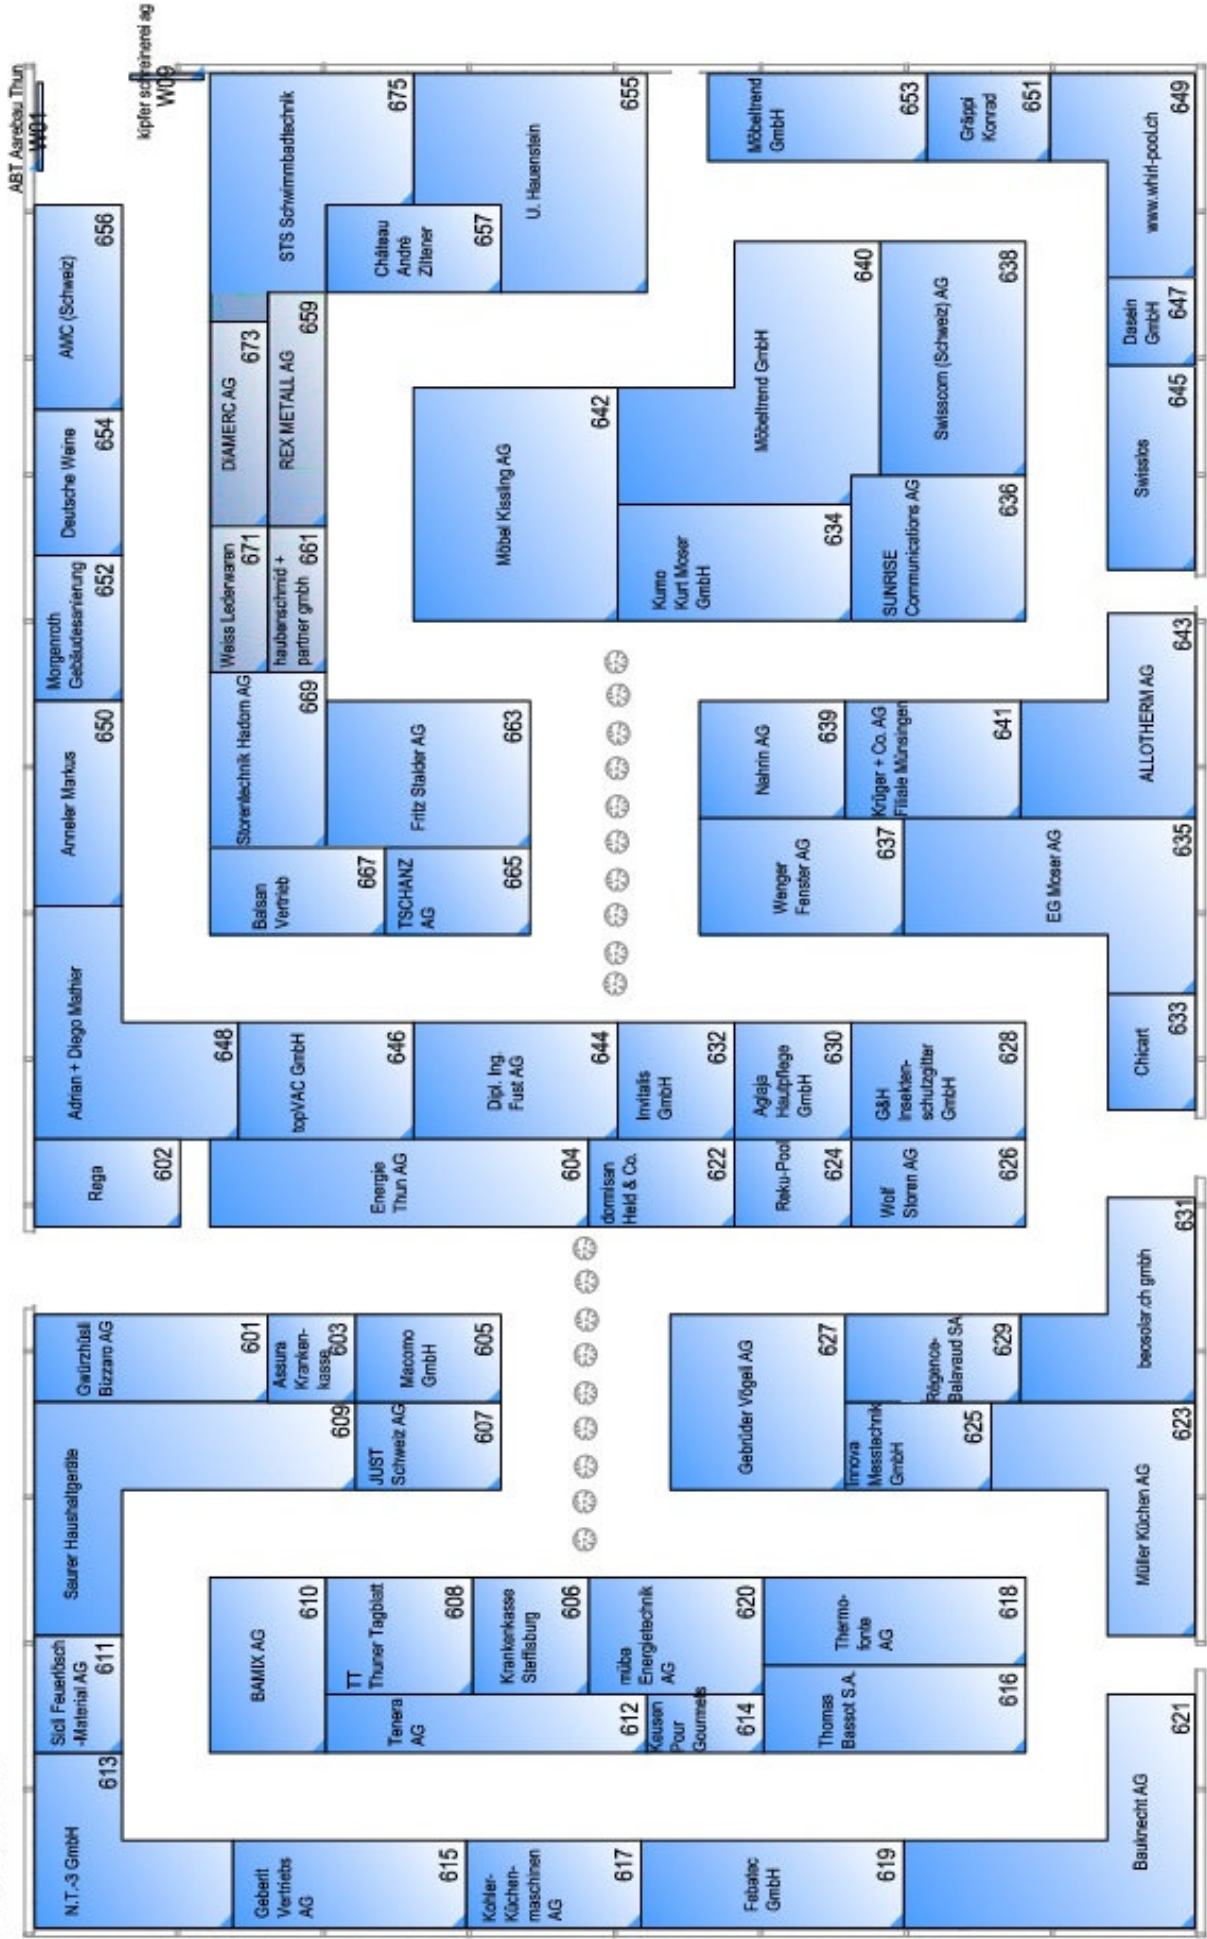 ABT Aarebau Thun
W01
kipfer schreinerei ag
W09
AMC (Schweiz)
656
Deutsche Weine
654
Morgenroth
Gebäudesanierung
652
Anneler Markus
650
Adrian + Diego Mathier
648
Rega
602
Gwürzhüsli
Bizzaro AG
601
Saurer Haushaltgeräte
609
Sicli Feuerlösch
-Material AG
611
N.T.-3 GmbH
613
STS Schwimmbadtechnik
675
DIAMERC AG
673
REX METALL AG
659
Weiss Lederwaren
671
haubenschmid +
partner gmbh
661
Storentechnik Hadorn AG
669
Balsan
Vertrieb
667
topVAC GmbH
646
Energie
Thun AG
604
Assura
Kranken-
kasse
603
BAMIX AG
610
Geberit
Vertriebs
AG
615
U. Hauenstein
655
Château
André
Ziltener
657
Fritz Stalder AG
663
TSCHANZ
AG
665
Dipl. Ing.
Fust AG
644
Macomo
GmbH
605
JUST
Schweiz AG
607
TT
Thuner Tagblatt
608
Tenera
AG
612
Krankenkasse
Steffisburg
606
Kohler-
Küchen-
maschinen
AG
617
Möbel Kissling AG
642
Möbeltrend
GmbH
653
Möbeltrend GmbH
640
Kumo
Kurt Moser
GmbH
634
Nahrin AG
639
Wenger
Fenster AG
637
Invitalis
GmbH
632
dormisan
Held & Co.
622
Aglaja
Hautpflege
GmbH
630
Reku-Pool
624
Gebrüder Vögeli AG
627
müba
Energietechnik
AG
620
Keusen
Pour
Gourmets
614
Fabatec
GmbH
619
Gräppi
Konrad
651
Swisscom (Schweiz) AG
638
SUNRISE
Communications AG
636
Krüger + Co. AG
Filiale Münsingen
641
G&H
Insekten-
schutzgitter
GmbH
628
Wolf
Storen AG
626
Régence-
Balavaud SA
629
Innova
Messtechnik
GmbH
625
Thermo-
fonte
AG
618
Thomas
Bassot S.A.
616
www.whirl-pool.ch
649
Dasein
GmbH
647
Swisslos
645
ALLOTHERM AG
643
EG Moser AG
635
Chicart
633
beosolar.ch gmbh
631
Müller Küchen AG
623
Bauknecht AG
621